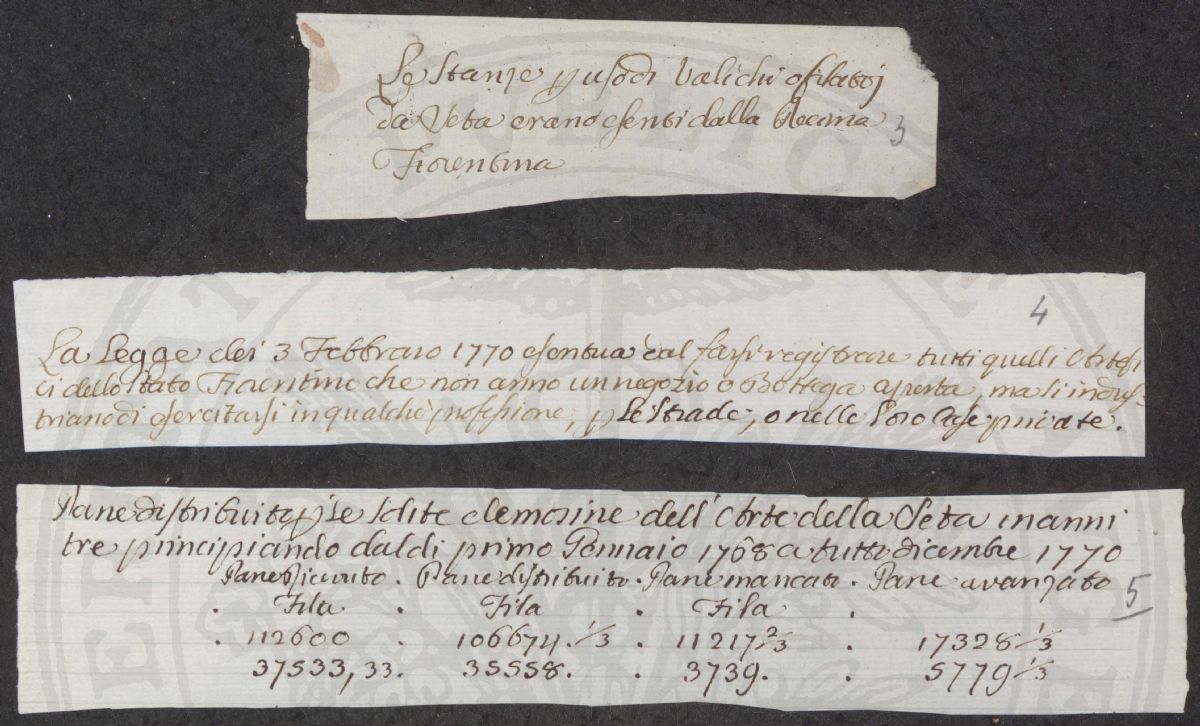 Le Stanze p uso di Valichi o filatoj
da Seta erano esenti dalla Decima
Fiorentina
3
4
La Legge dei 3 Febbraro 1770 esentua dal farsi registrare tutti quelli Artefi
ci dello Stato Fiorentino che non anno un negozio o Bottega aperta, ma si indus-
triano di esercitarsi in qualche professione, p le Strade, o nelle loro Case private.
Pane distribuito p le solite elemosine dell' Arte della Seta in anni
tre principiando dal di primo Gennaio 1768 a tutto dicembre 1770
Pane Ricevuto . Pane distribuito . Pane mancati . Pane avanzato
5
. Fila . Fila . Fila .
. 112600 . 106674. 1/3 . 11217 2/3 . 17328 1/3
37533,33. 35558. . 3739. . 5779 1/3